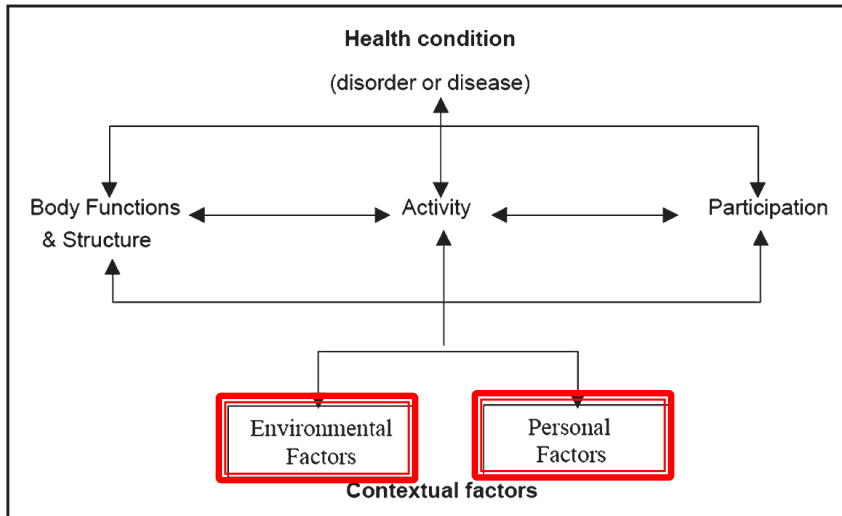 Health condition
(disorder or disease)
Body Functions
& Structure
Activity
Participation
Environmental
Factors
Personal
Factors
Contextual factors